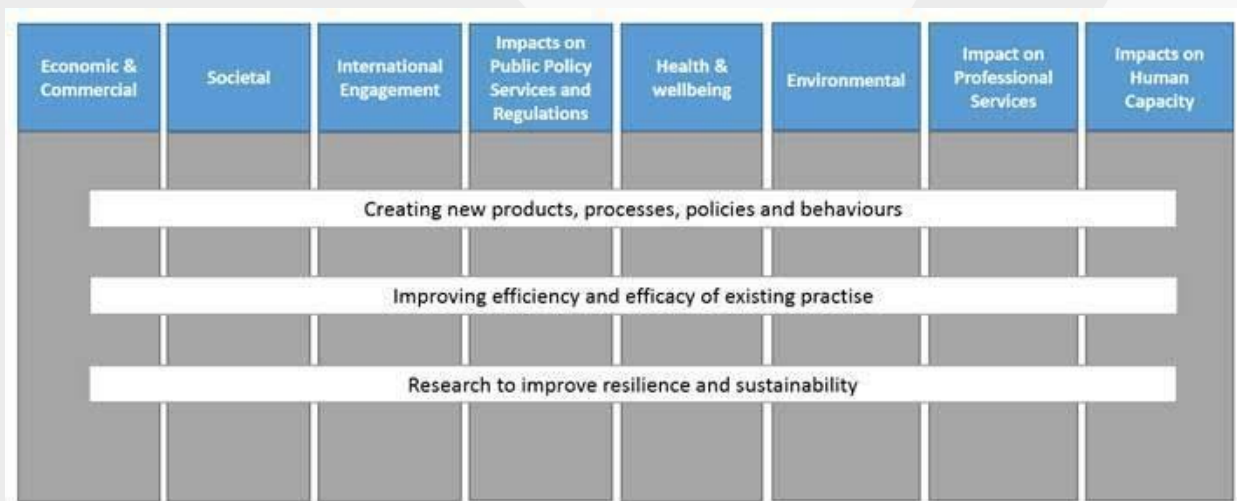 Economic &
Commercial
Societal
International
Engagement
Impacts on
Public Policy
Services and
Regulations
Health &
wellbeing
Environmental
Impact on
Professional
Services
Impacts on
Human
Capacity
Creating new products, processes, policies and behaviours
Improving efficiency and efficacy of existing practise
Research to improve resilience and sustainability